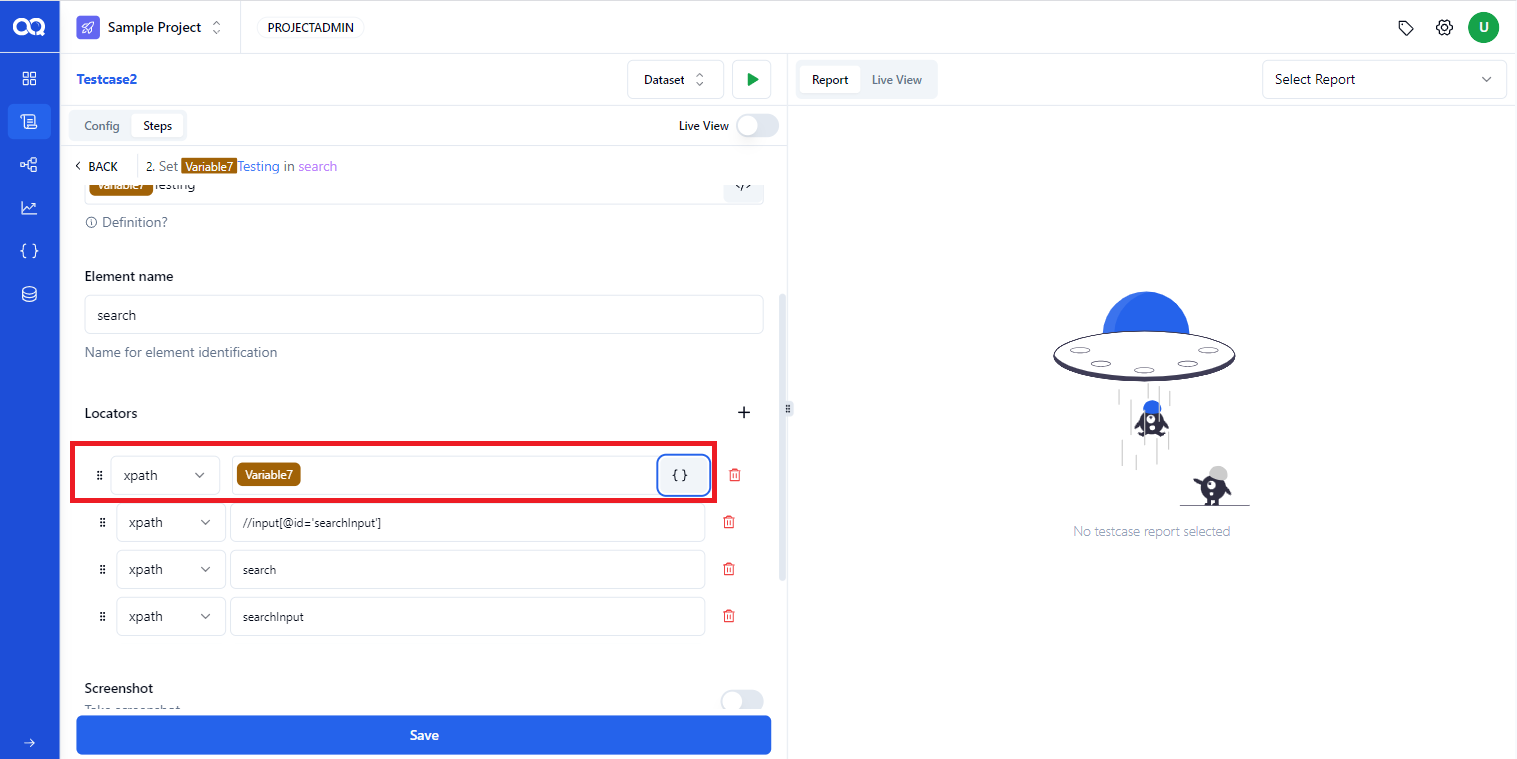 Sample Project
PROJECTADMIN
U
Testcase2
Dataset
Report
Live View
Select Report
Config
Steps
Live View
BACK
2. Set Variable7 Testing in search
Variable7 Testing
Definition?
Element name
search
Name for element identification
Locators
xpath
Variable7
{ }
xpath
//input[@id='searchInput']
xpath
search
xpath
searchInput
No testcase report selected
Screenshot
Take screenshot
Save